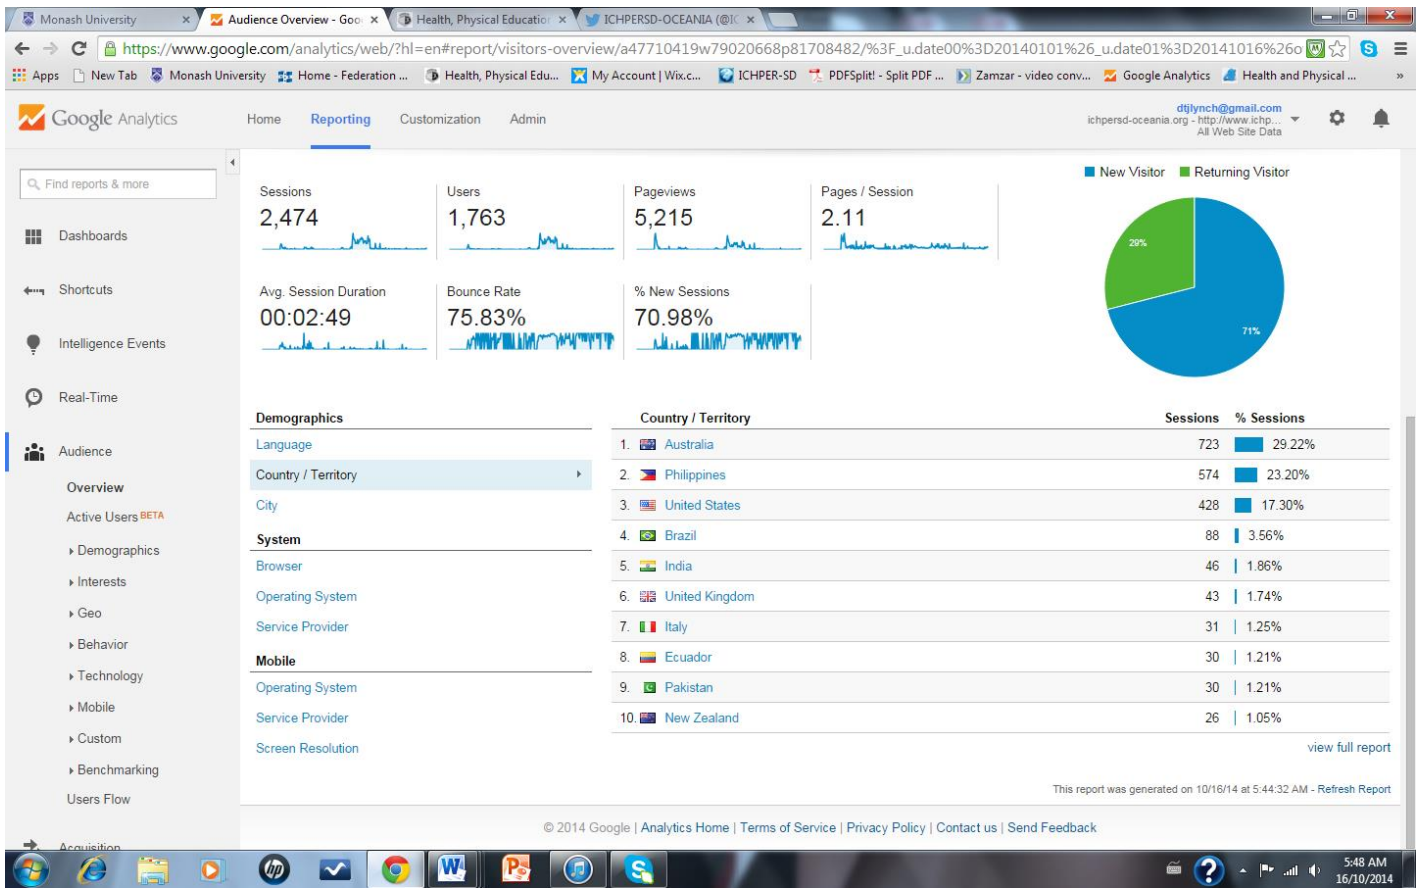 Monash University
Audience Overview - Goo
Health, Physical Education
ICHPERSD-OCEANIA (@IC
https://www.google.com/analytics/web/?hl=en#report/visitors-overview/a47710419w79020668p81708482/%3F_u.date00%3D20140101%26_u.date01%3D20141016%26o
Apps New Tab Monash University Home - Federation ... Health, Physical Edu... My Account | Wix.c... ICHPER-SD PDFSplit! - Split PDF ... Zamzar - video conv... Google Analytics Health and Physical ... »
Google Analytics
Home Reporting Customization Admin
dtjlynch@gmail.com
ichpersd-oceania.org - http://www.ichp...
All Web Site Data
Find reports & more
Dashboards
Shortcuts
Intelligence Events
Real-Time
Audience
Overview
Active Users BETA
Demographics
Interests
Geo
Behavior
Technology
Mobile
Custom
Benchmarking
Users Flow
Acquisition
Sessions
2,474
Users
1,763
Pageviews
5,215
Pages / Session
2.11
Avg. Session Duration
00:02:49
Bounce Rate
75.83%
% New Sessions
70.98%
New Visitor Returning Visitor
29%
71%
Demographics
Language
Country / Territory
City
System
Browser
Operating System
Service Provider
Mobile
Operating System
Service Provider
Screen Resolution
Country / Territory Sessions % Sessions
1. Australia 723 29.22%
2. Philippines 574 23.20%
3. United States 428 17.30%
4. Brazil 88 3.56%
5. India 46 1.86%
6. United Kingdom 43 1.74%
7. Italy 31 1.25%
8. Ecuador 30 1.21%
9. Pakistan 30 1.21%
10. New Zealand 26 1.05%
view full report
This report was generated on 10/16/14 at 5:44:32 AM - Refresh Report
© 2014 Google | Analytics Home | Terms of Service | Privacy Policy | Contact us | Send Feedback
5:48 AM
16/10/2014